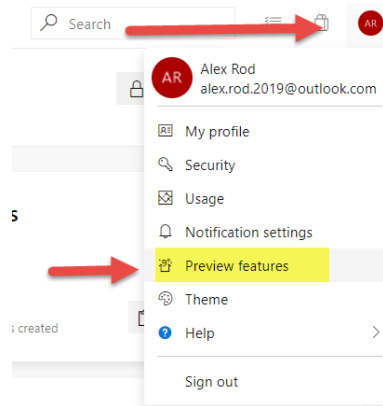 Search
AR
AR
Alex Rod
alex.rod.2019@outlook.com
My profile
Security
Usage
Notification settings
Preview features
Theme
s created
Help
Sign out